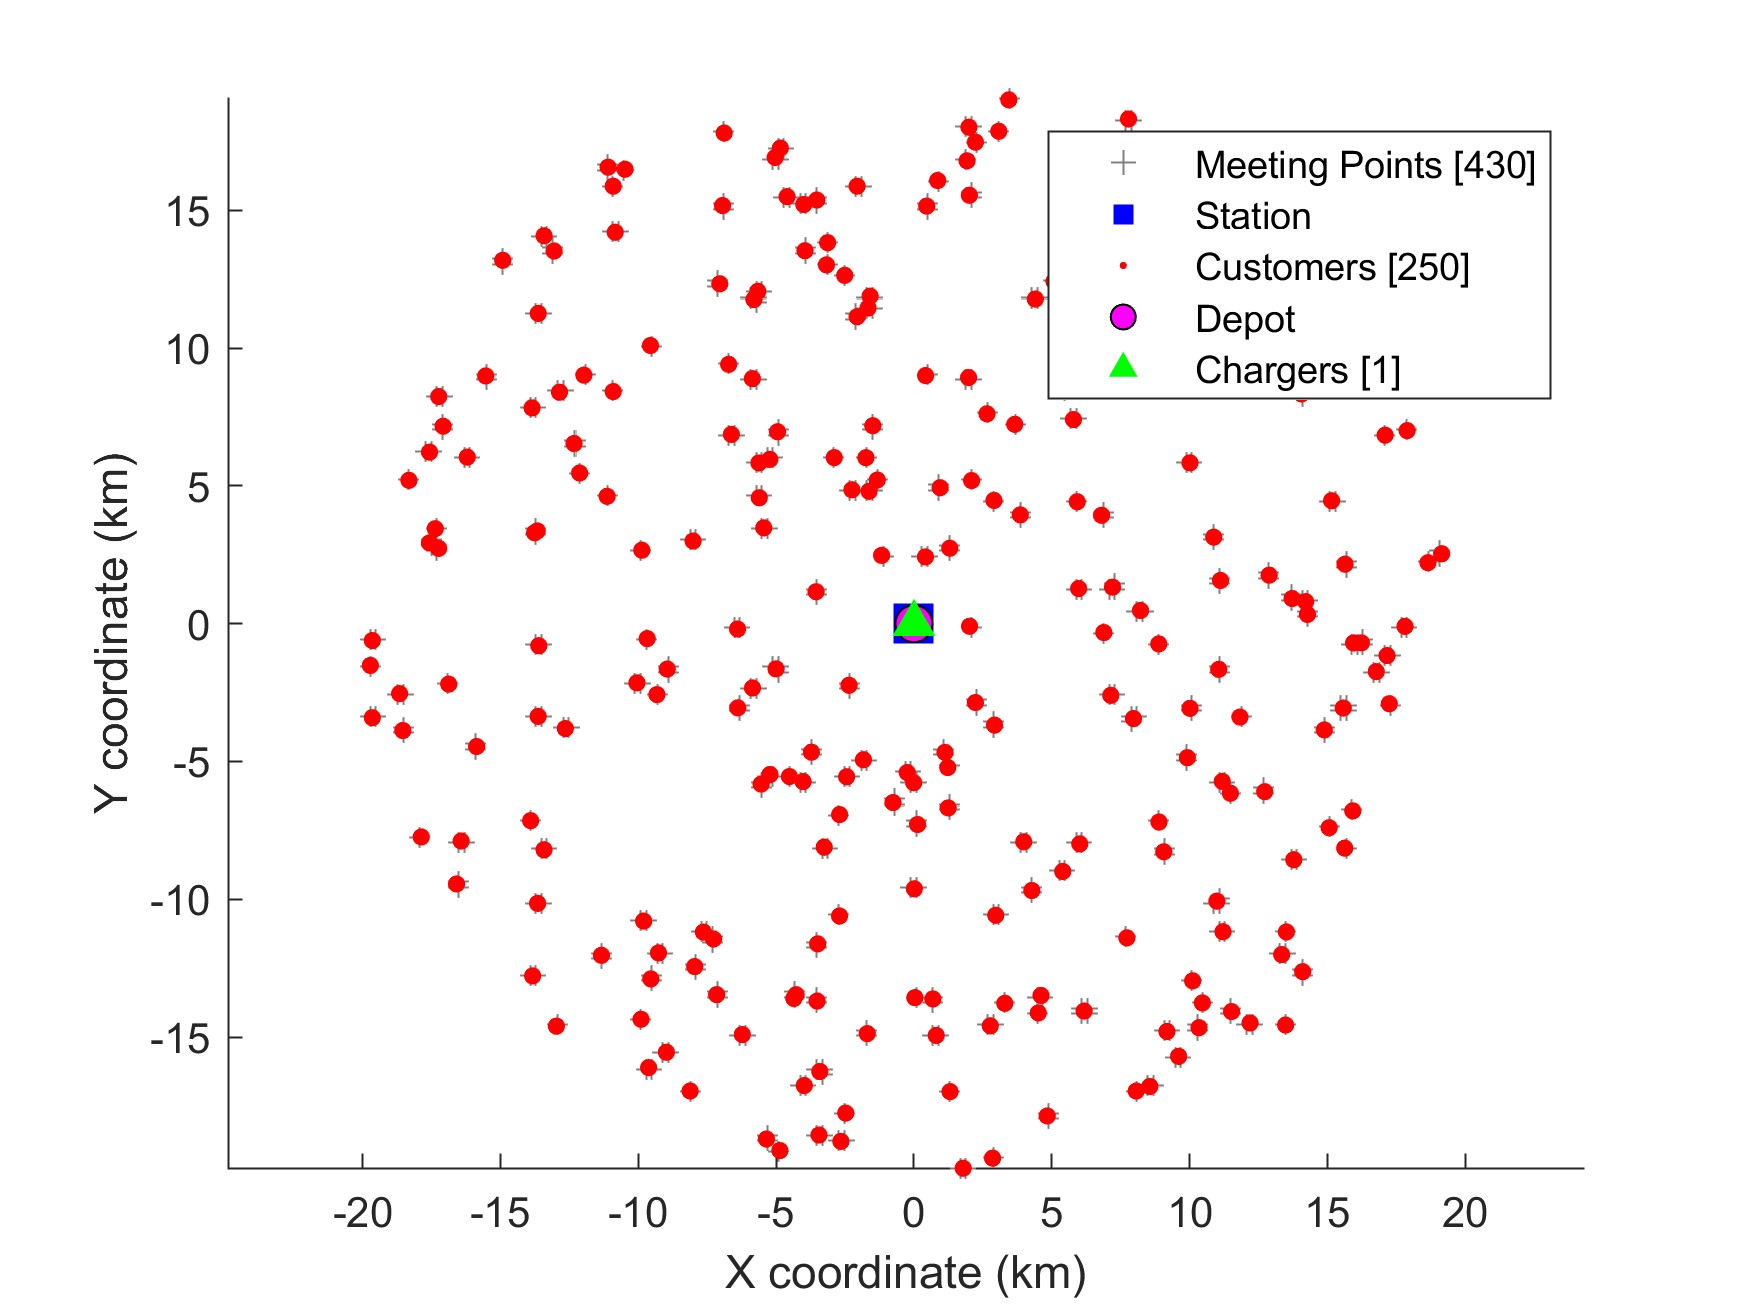 Meeting Points [430]
Station
Customers [250]
Depot
Chargers [1]
15
10
5
0
-5
-10
-15
Y coordinate (km)
-20 -15 -10 -5 0 5 10 15 20
X coordinate (km)